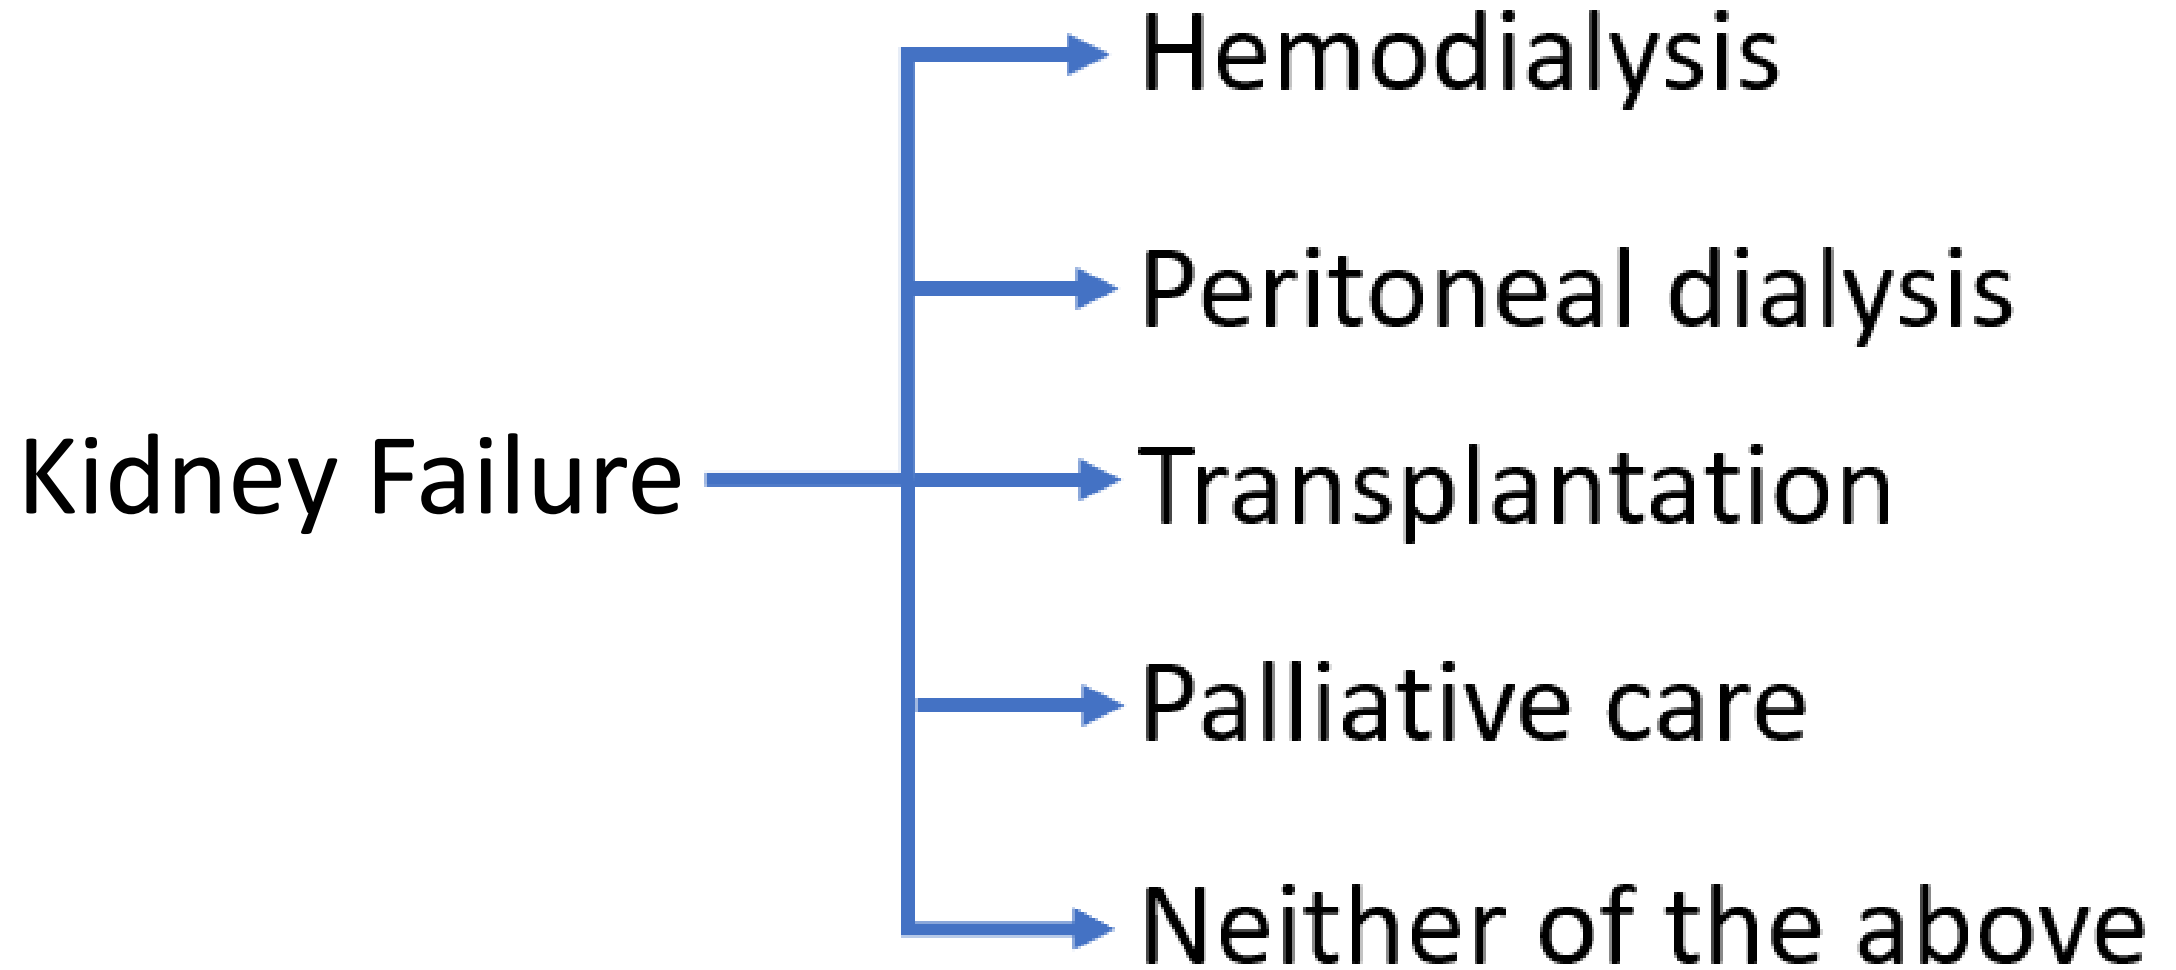 Hemodialysis
Peritoneal dialysis
Kidney Failure
Transplantation
Palliative care
Neither of the above